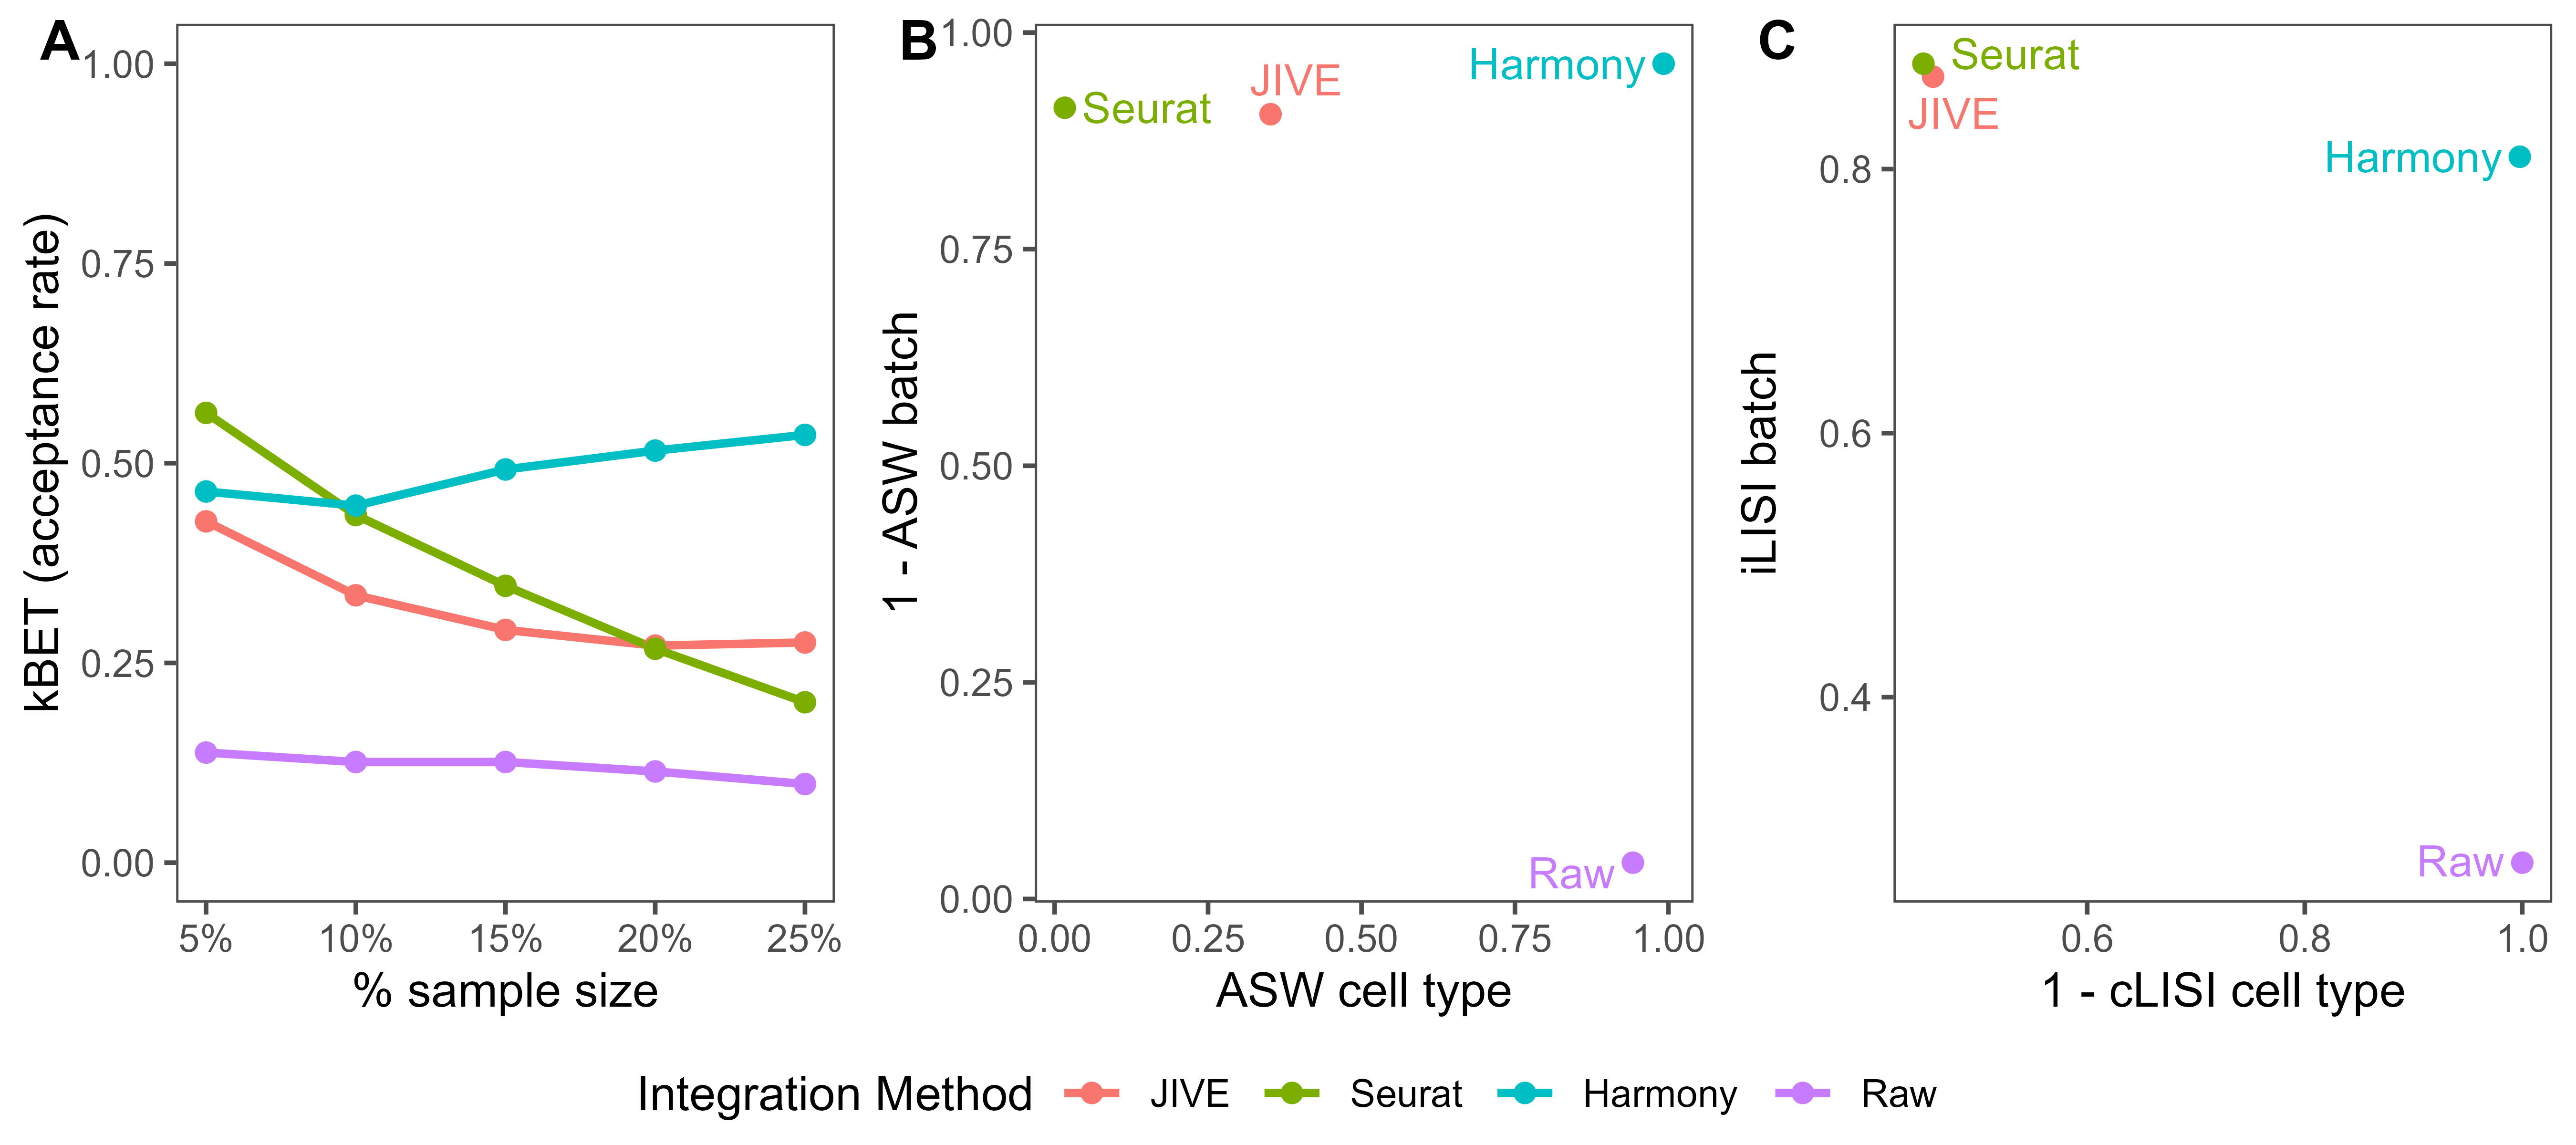 A
1.00
0.75
0.50
0.25
0.00
kBET (acceptance rate)
5% 10% 15% 20% 25%
% sample size
B
1.00
0.75
0.50
0.25
0.00
1 - ASW batch
Seurat
JIVE
Harmony
Raw
0.00 0.25 0.50 0.75 1.00
ASW cell type
C
0.8
0.6
0.4
iLISI batch
Seurat
JIVE
Harmony
Raw
0.6 0.8 1.0
1 - cLISI cell type
Integration Method JIVE Seurat Harmony Raw